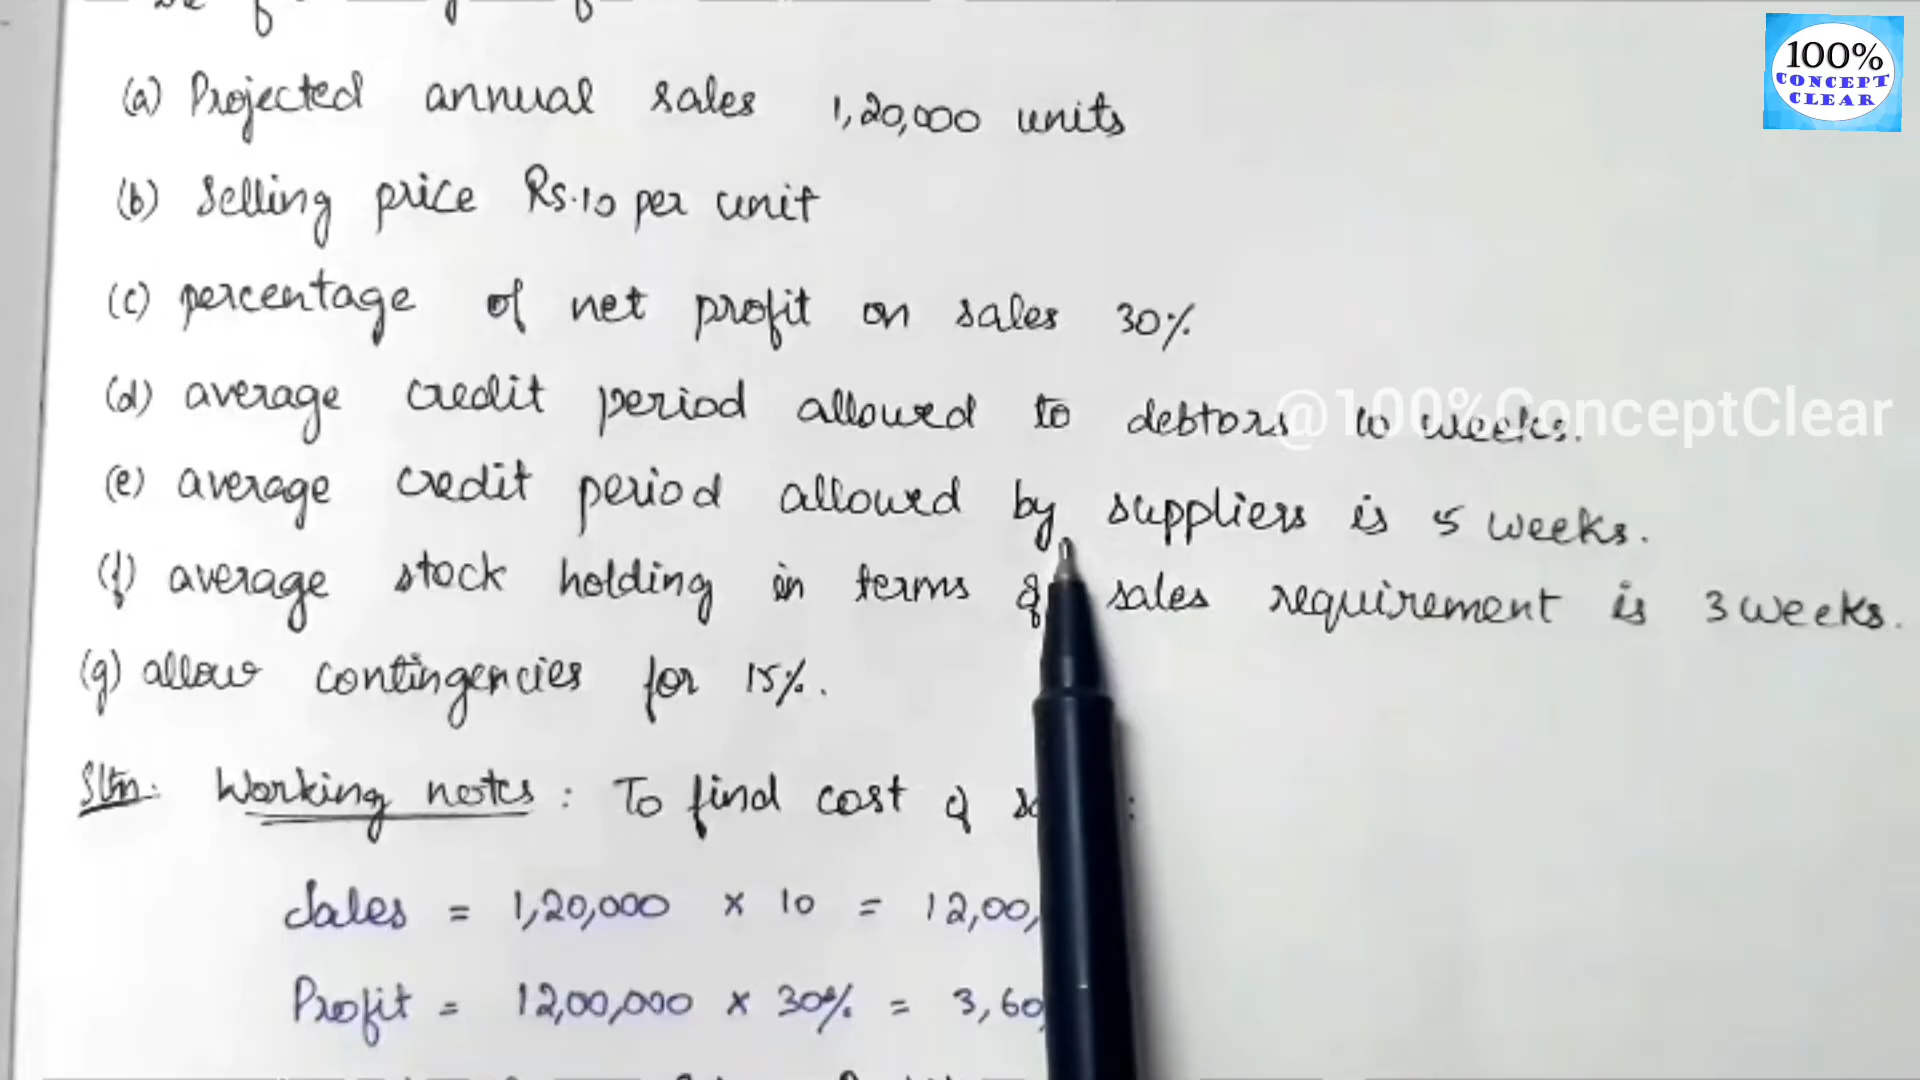 100%
CONCEPT
CLEAR
(a) Projected annual sales 1,20,000 units
(b) Selling price Rs.10 per unit
(c) percentage of net profit on sales 30%
(d) average credit period allowed to debtors 10 weeks.
@100%ConceptClear
(e) average credit period allowed by suppliers is 5 weeks.
(f) average stock holding in terms of sales requirement is 3 weeks.
(g) allow contingencies for 15%.
Sltn: Working notes: To find cost of
Sales = 1,20,000 × 10 = 12,00,
Profit = 12,00,000 × 30% = 3,60,